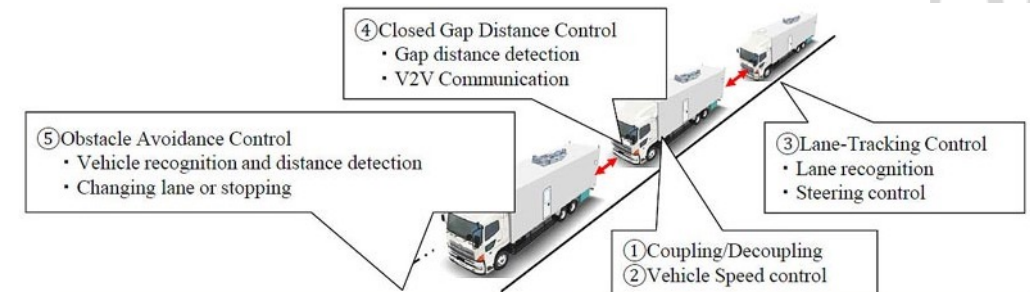 ④Closed Gap Distance Control
・Gap distance detection
・V2V Communication
⑤Obstacle Avoidance Control
・Vehicle recognition and distance detection
・Changing lane or stopping
③Lane-Tracking Control
・Lane recognition
・Steering control
①Coupling/Decoupling
②Vehicle Speed control